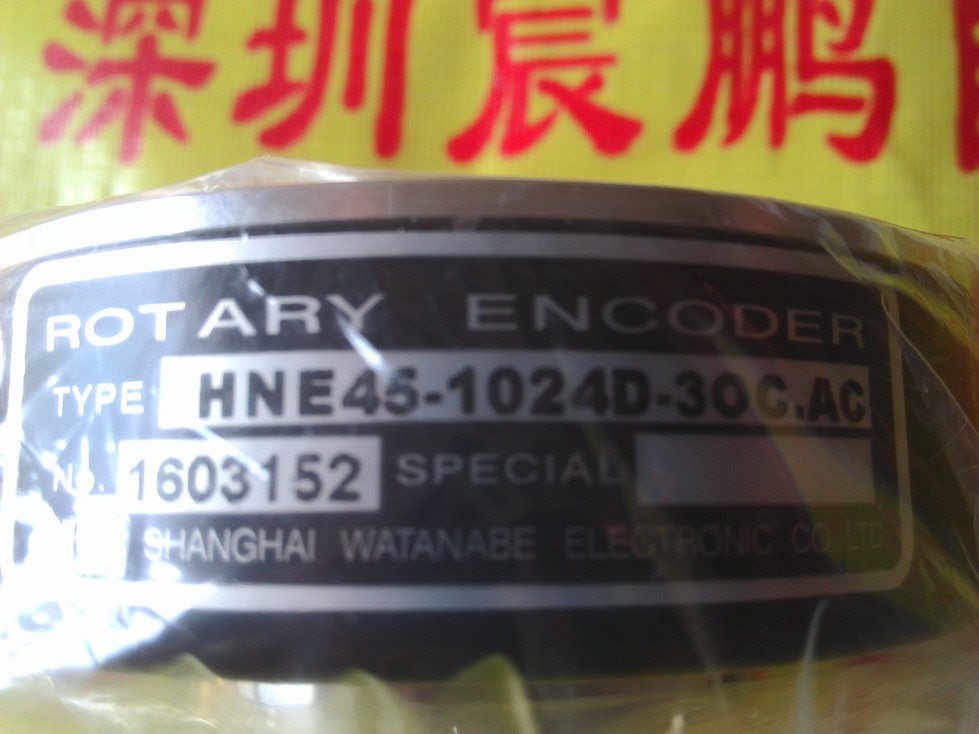 深圳宸鹏
ROTARY ENCODER
TYPE HNE45-1024D-30C.AC
NO. 1603152 SPECIAL
SHANGHAI WATANABE ELECTRONIC CO.LTD.